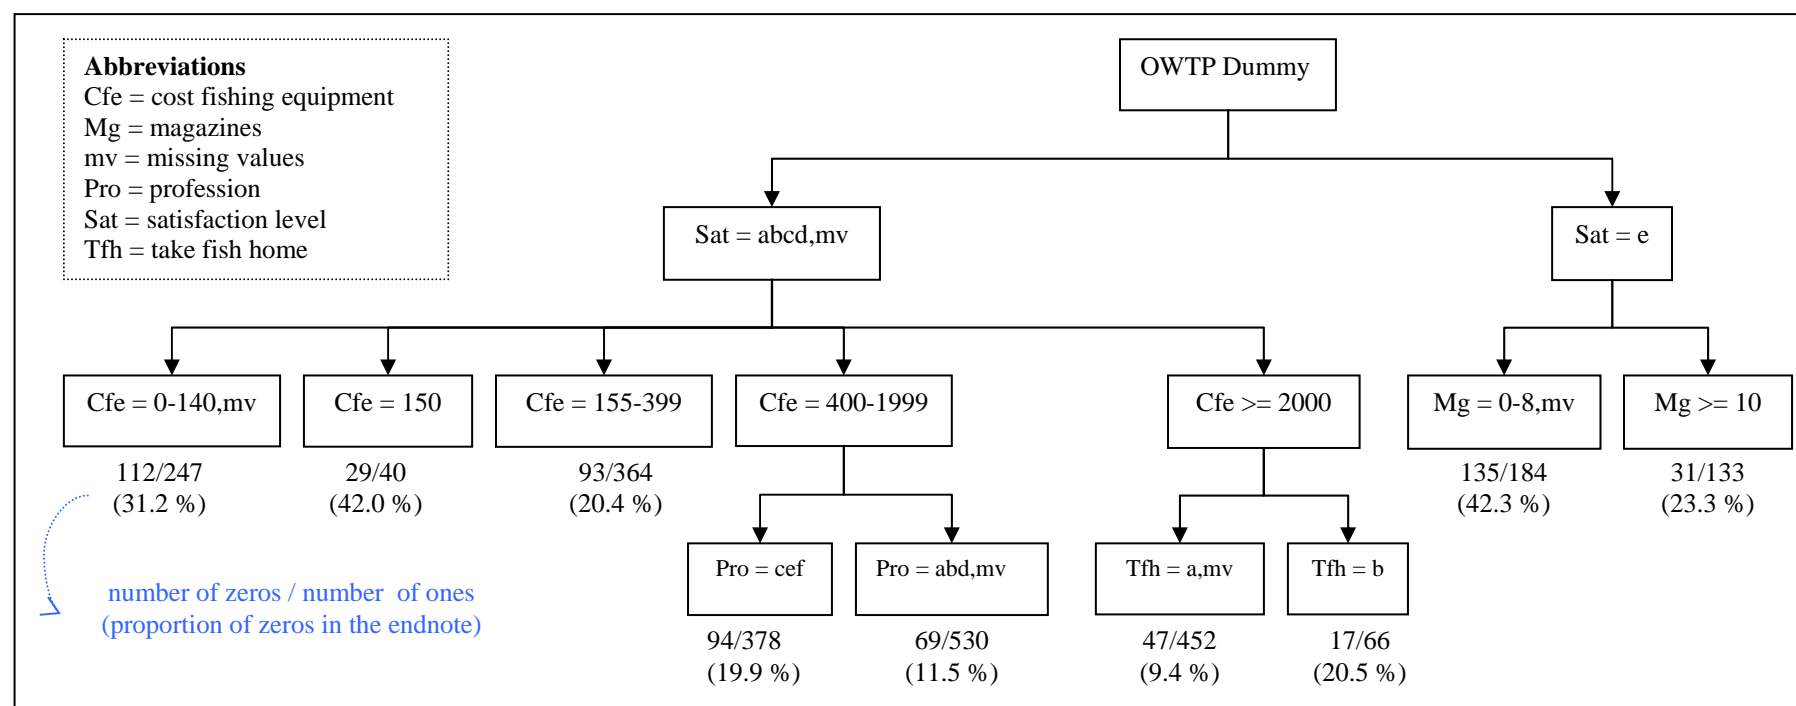 Abbreviations
Cfe = cost fishing equipment
Mg = magazines
mv = missing values
Pro = profession
Sat = satisfaction level
Tfh = take fish home
OWTP Dummy
Sat = abcd,mv
Sat = e
Cfe = 0-140,mv
Cfe = 150
Cfe = 155-399
Cfe = 400-1999
Cfe >= 2000
Mg = 0-8,mv
Mg >= 10
112/247
(31.2 %)
29/40
(42.0 %)
93/364
(20.4 %)
135/184
(42.3 %)
31/133
(23.3 %)
Pro = cef
Pro = abd,mv
Tfh = a,mv
Tfh = b
number of zeros / number of ones
(proportion of zeros in the endnote)
94/378
(19.9 %)
69/530
(11.5 %)
47/452
(9.4 %)
17/66
(20.5 %)